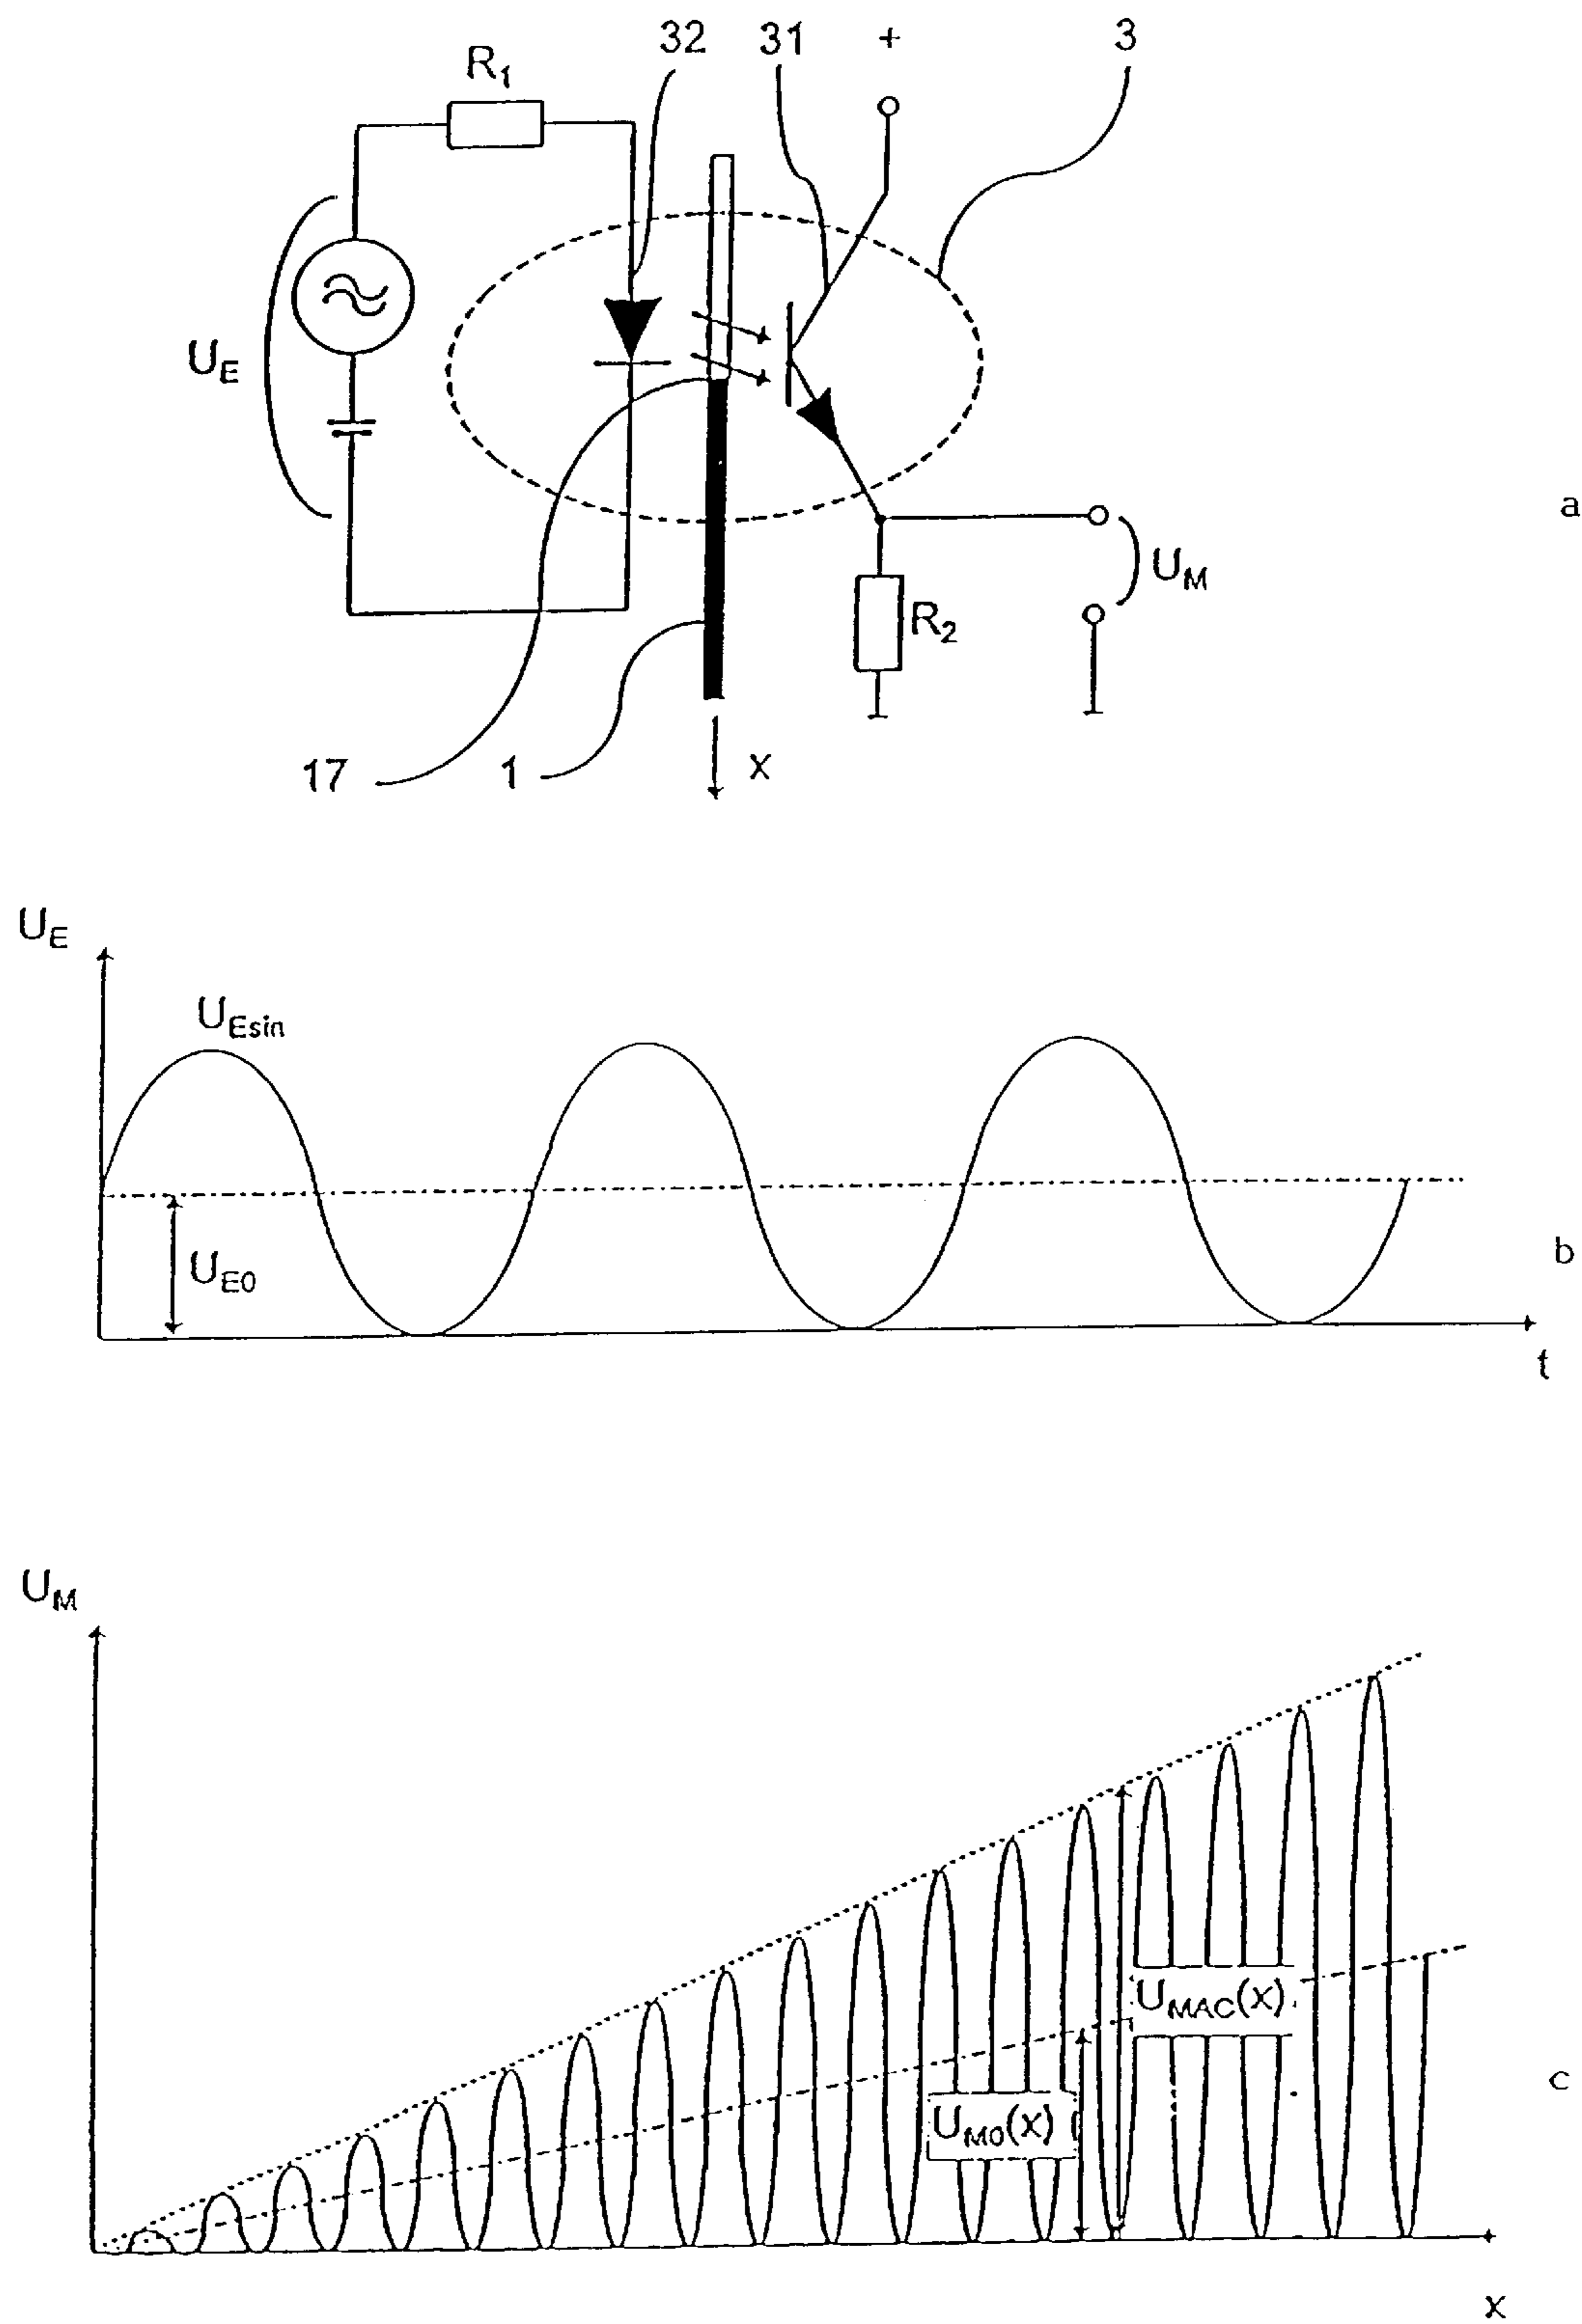 32 31 + 3
R1
UE
a
UM
R2
17 1 x
UE
UEsin
UE0
b
t
UM
UMAC(x)
UM0(x)
c
x